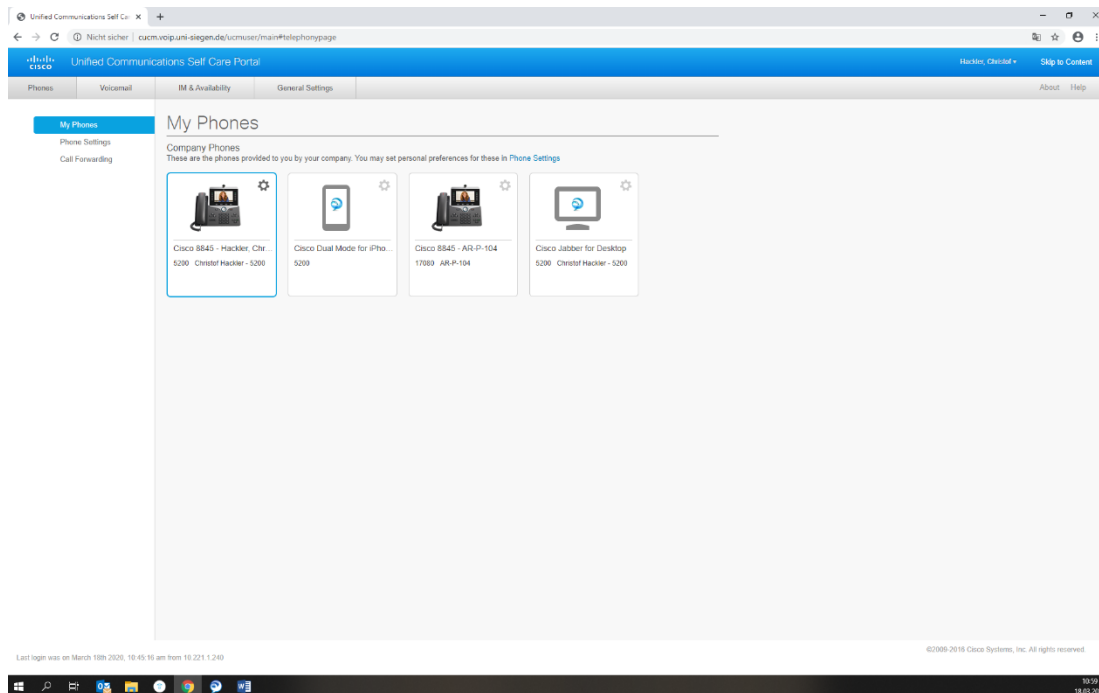 Unified Communications Self Car
Nicht sicher | cucm.voip.uni-siegen.de/ucmuser/main#telephonypage
cisco Unified Communications Self Care Portal Hackler, Christof Skip to Content
Phones Voicemail IM & Availability General Settings About Help
My Phones
Phone Settings
Call Forwarding
My Phones
Company Phones
These are the phones provided to you by your company. You may set personal preferences for these in Phone Settings
Cisco 8845 - Hackler, Chr...
5200 Christof Hackler - 5200
Cisco Dual Mode for iPho...
5200
Cisco 8845 - AR-P-104
17080 AR-P-104
Cisco Jabber for Desktop
5200 Christof Hackler - 5200
Last login was on March 18th 2020, 10:45:16 am from 10.221.1.240
©2009-2016 Cisco Systems, Inc. All rights reserved.
10:59
18.03.20